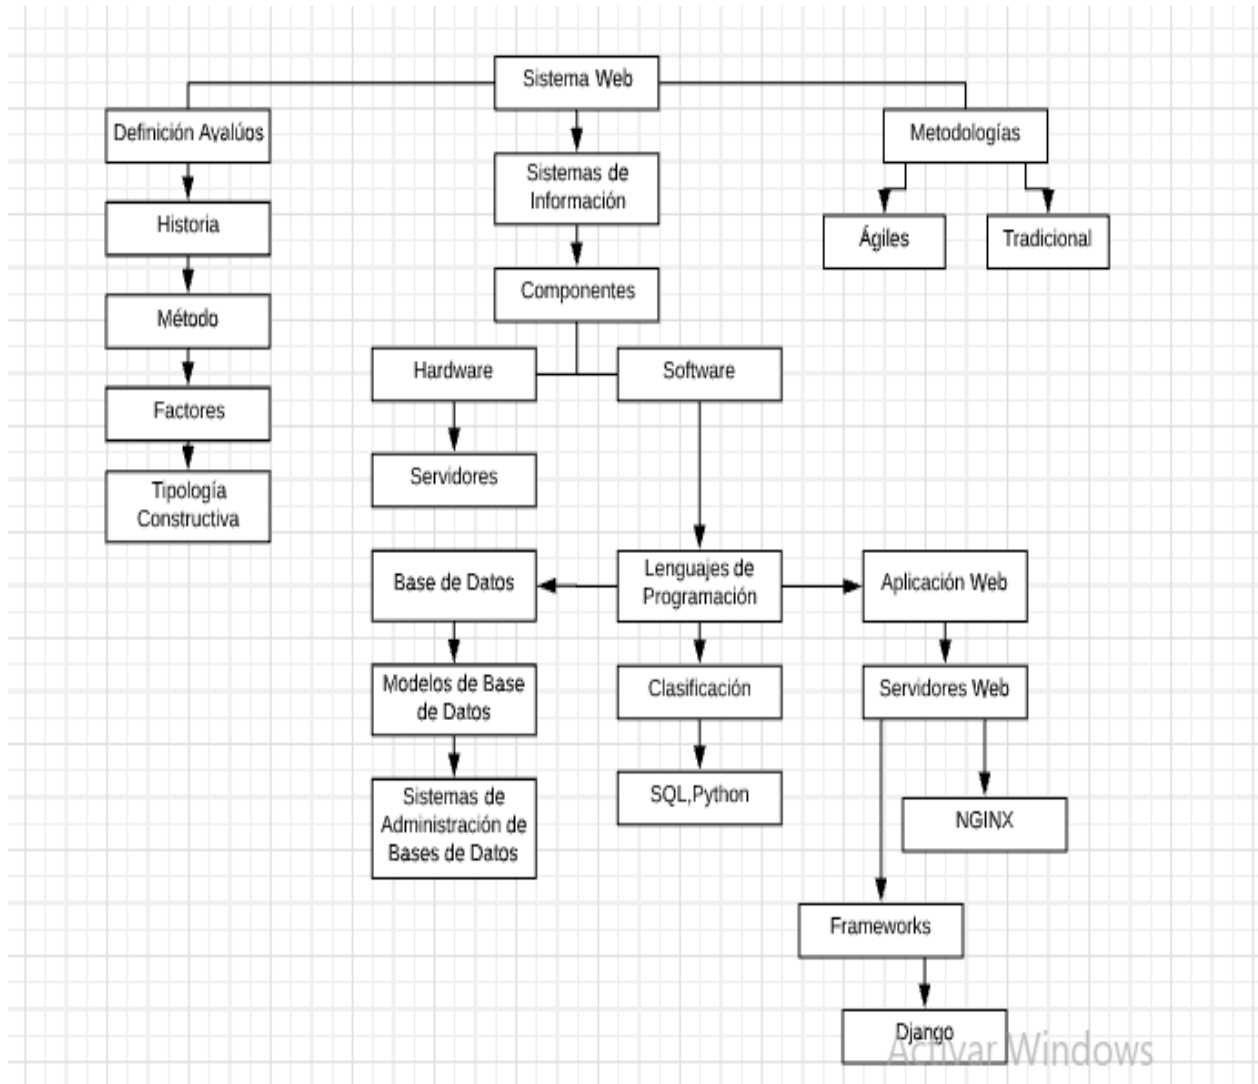 Sistema Web
Definición Avalúos
Metodologías
Sistemas de
Información
Historia
Ágiles
Tradicional
Componentes
Método
Hardware
Software
Factores
Servidores
Tipología
Constructiva
Base de Datos
Lenguajes de
Programación
Aplicación Web
Modelos de Base
de Datos
Clasificación
Servidores Web
Sistemas de
Administración de
Bases de Datos
SQL,Python
NGINX
Frameworks
Django
Activar Windows